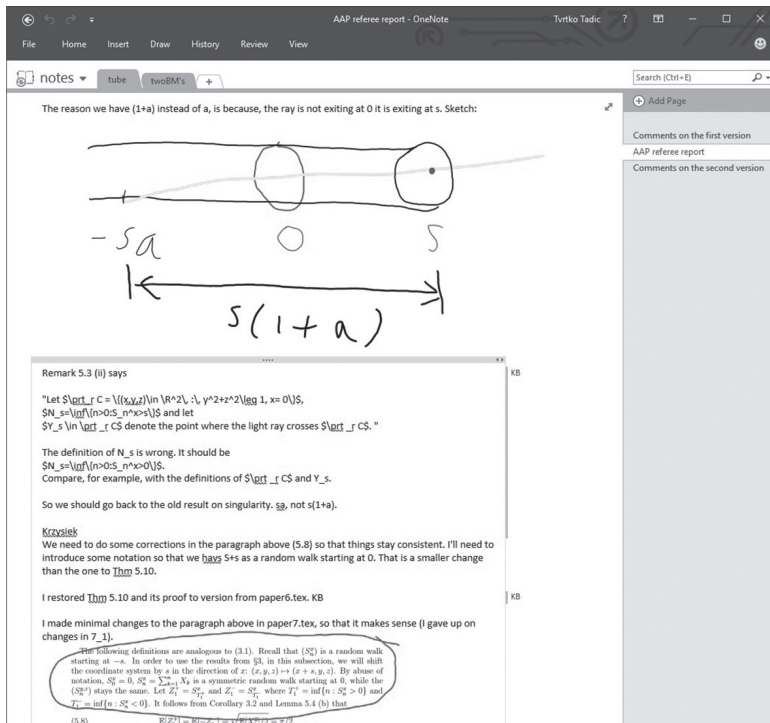 AAP referee report - OneNote
Tvrtko Tadic
?
File Home Insert Draw History Review View
notes
tube
twoBM's
+
Search (Ctrl+E)
The reason we have (1+a) instead of a, is because, the ray is not exiting at 0 it is exiting at s. Sketch:
-sa 0 s
s(1+a)
Remark 5.3 (ii) says
KB
"Let $\prt_r C = \{(x,y,z)\in \R^2\, :\, y^2+z^2\leq 1, x= 0\}$,
$N_s=\inf\{n>0:S_n^x>s\}$ and let
$Y_s \in \prt _r C$ denote the point where the light ray crosses $\prt _r C$. "
The definition of N_s is wrong. It should be
$N_s=\inf\{n>0:S_n^x>0\}$.
Compare, for example, with the definitions of $\prt _r C$ and Y_s.
So we should go back to the old result on singularity. sa, not s(1+a).
Krzysiek
We need to do some corrections in the paragraph above (5.8) so that things stay consistent. I'll need to
introduce some notation so that we havs S+s as a random walk starting at 0. That is a smaller change
than the one to Thm 5.10.
I restored Thm 5.10 and its proof to version from paper6.tex. KB
KB
I made minimal changes to the paragraph above in paper7.tex, so that it makes sense (I gave up on
changes in 7_1).
The following definitions are analogous to (3.1). Recall that (S_n^x) is a random walk
starting at −s. In order to use the results from §3, in this subsection, we will shift
the coordinate system by s in the direction of x: (x, y, z) ↦ (x + s, y, z). By abuse of
notation, S_0^x = 0, S_n^x = ∑_{k=1}^n X_k is a symmetric random walk starting at 0, while the
stays the same. Let Z_1^+ = and Z_1^- = where T_1^+ = inf{n : S_n^x > 0} and
T_1^- = inf{n : S_n^x < 0}. It follows from Corollary 3.2 and Lemma 5.4 (b) that
(5.8)
Add Page
Comments on the first version
AAP referee report
Comments on the second version